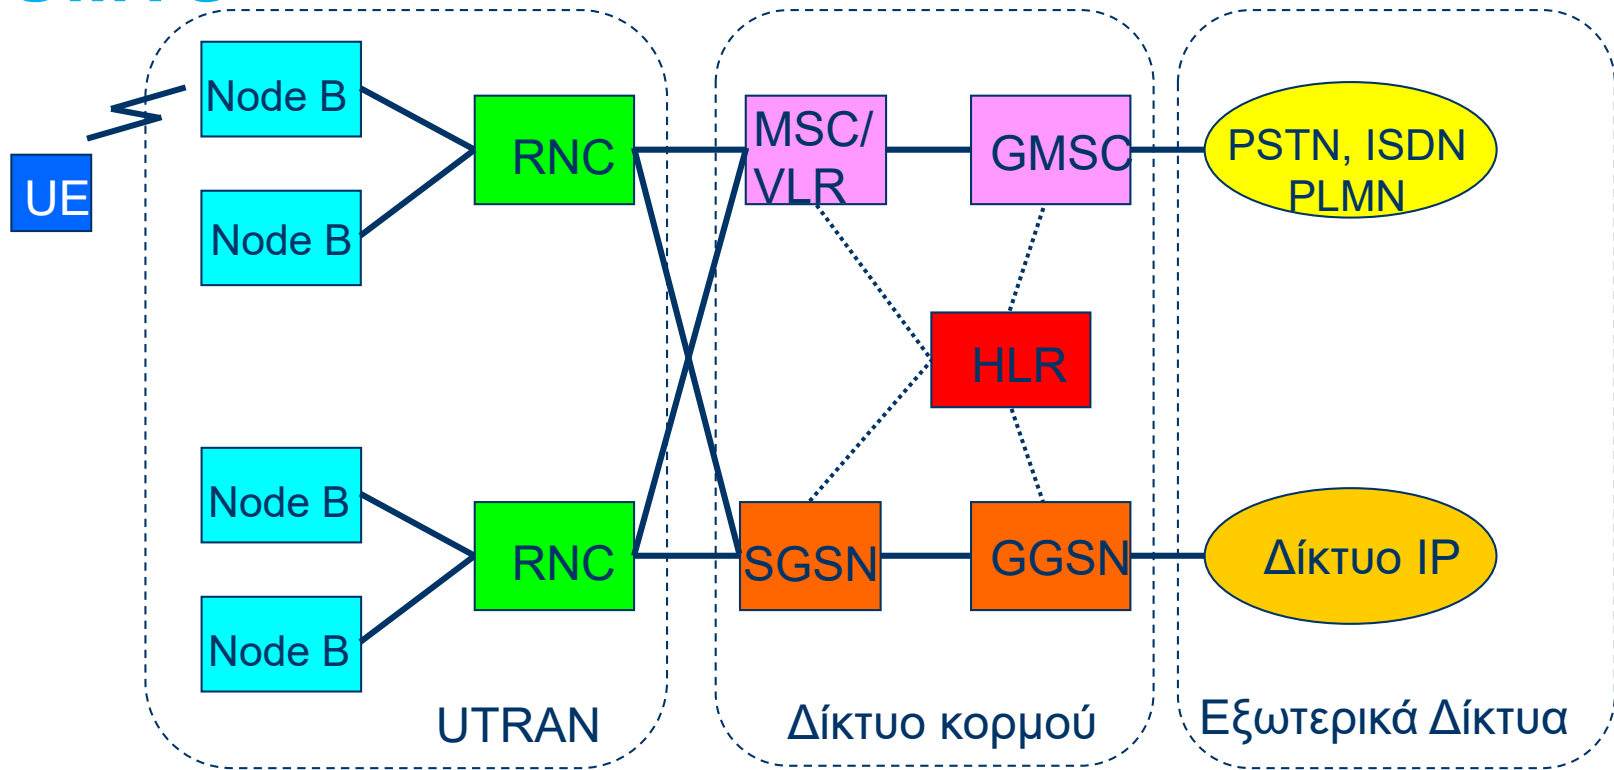 Node B
Node B
UE
RNC
MSC/
VLR
GMSC
PSTN, ISDN
PLMN
HLR
Node B
Node B
RNC
SGSN
GGSN
Δίκτυο IP
UTRAN
Δίκτυο κορμού
Εξωτερικά Δίκτυα